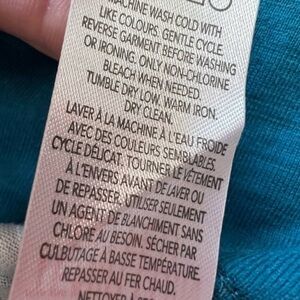 MACHINE WASH COLD WITH
LIKE COLOURS. GENTLE CYCLE.
REVERSE GARMENT BEFORE WASHING
OR IRONING. ONLY NON-CHLORINE
BLEACH WHEN NEEDED.
TUMBLE DRY LOW. WARM IRON.
DRY CLEAN.
LAVER À LA MACHINE À L'EAU FROIDE
AVEC DES COULEURS SEMBLABLES.
CYCLE DÉLICAT. TOURNER LE VÊTEMENT
À L'ENVERS AVANT DE LAVER OU
DE REPASSER. UTILISER SEULEMENT
UN AGENT DE BLANCHIMENT SANS
CHLORE AU BESOIN. SÉCHER PAR
CULBUTAGE À BASSE TEMPÉRATURE.
REPASSER AU FER CHAUD.
NETTOYER À